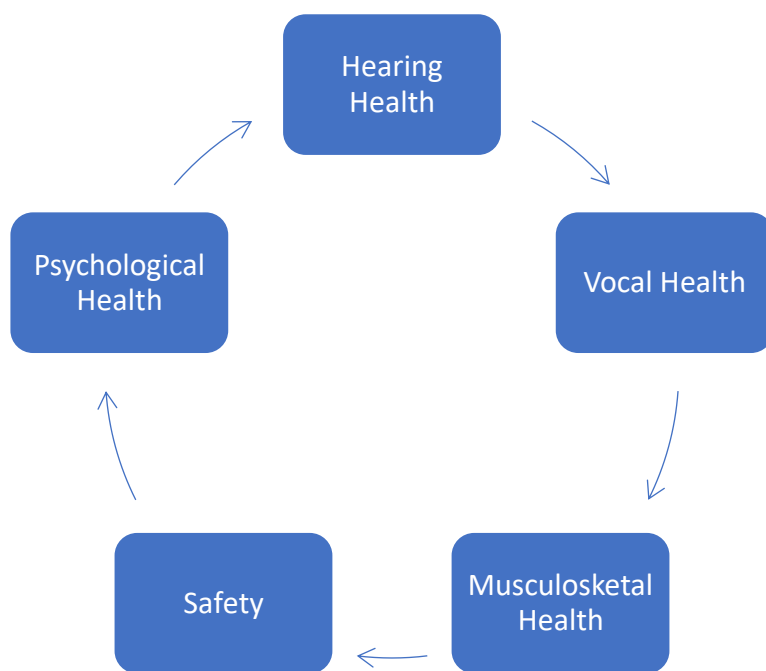 Hearing
Health
Vocal Health
Musculosketal
Health
Safety
Psychological
Health